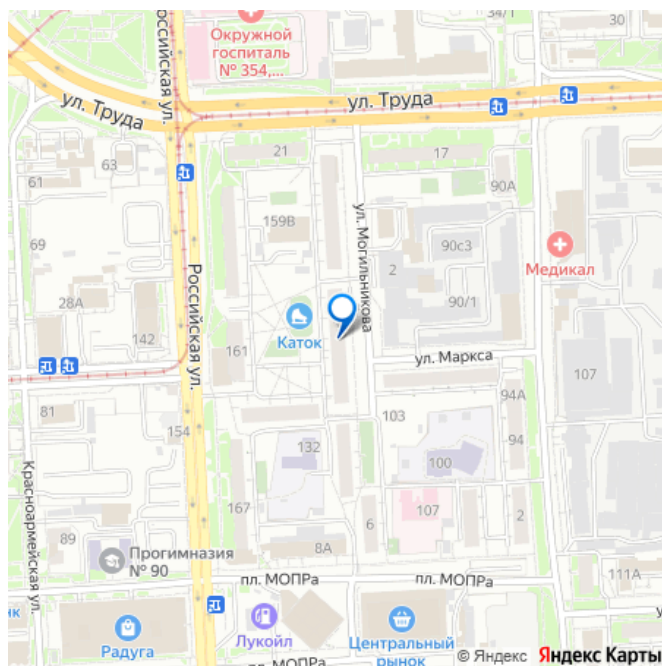 34/1
30
Российская ул.
Окружной
госпиталь
№ 354,...
ул. Труда
ул. Труда
21
17
63
61
90А
159В
ул. Могильникова
69
90с3
2
Медикал
Российская ул.
28А
90/1
142
Каток
161
ул. Маркса
107
94А
81
103
154
94
132
100
Красноармейская ул.
167
107
6
2
89
8А
Прогимназия
№ 90
пл. МОПРа
пл. МОПРа
111А
Радуга
Лукойл
Центральный
рынок
пл. МОПРа
© Яндекс Яндекс Карты